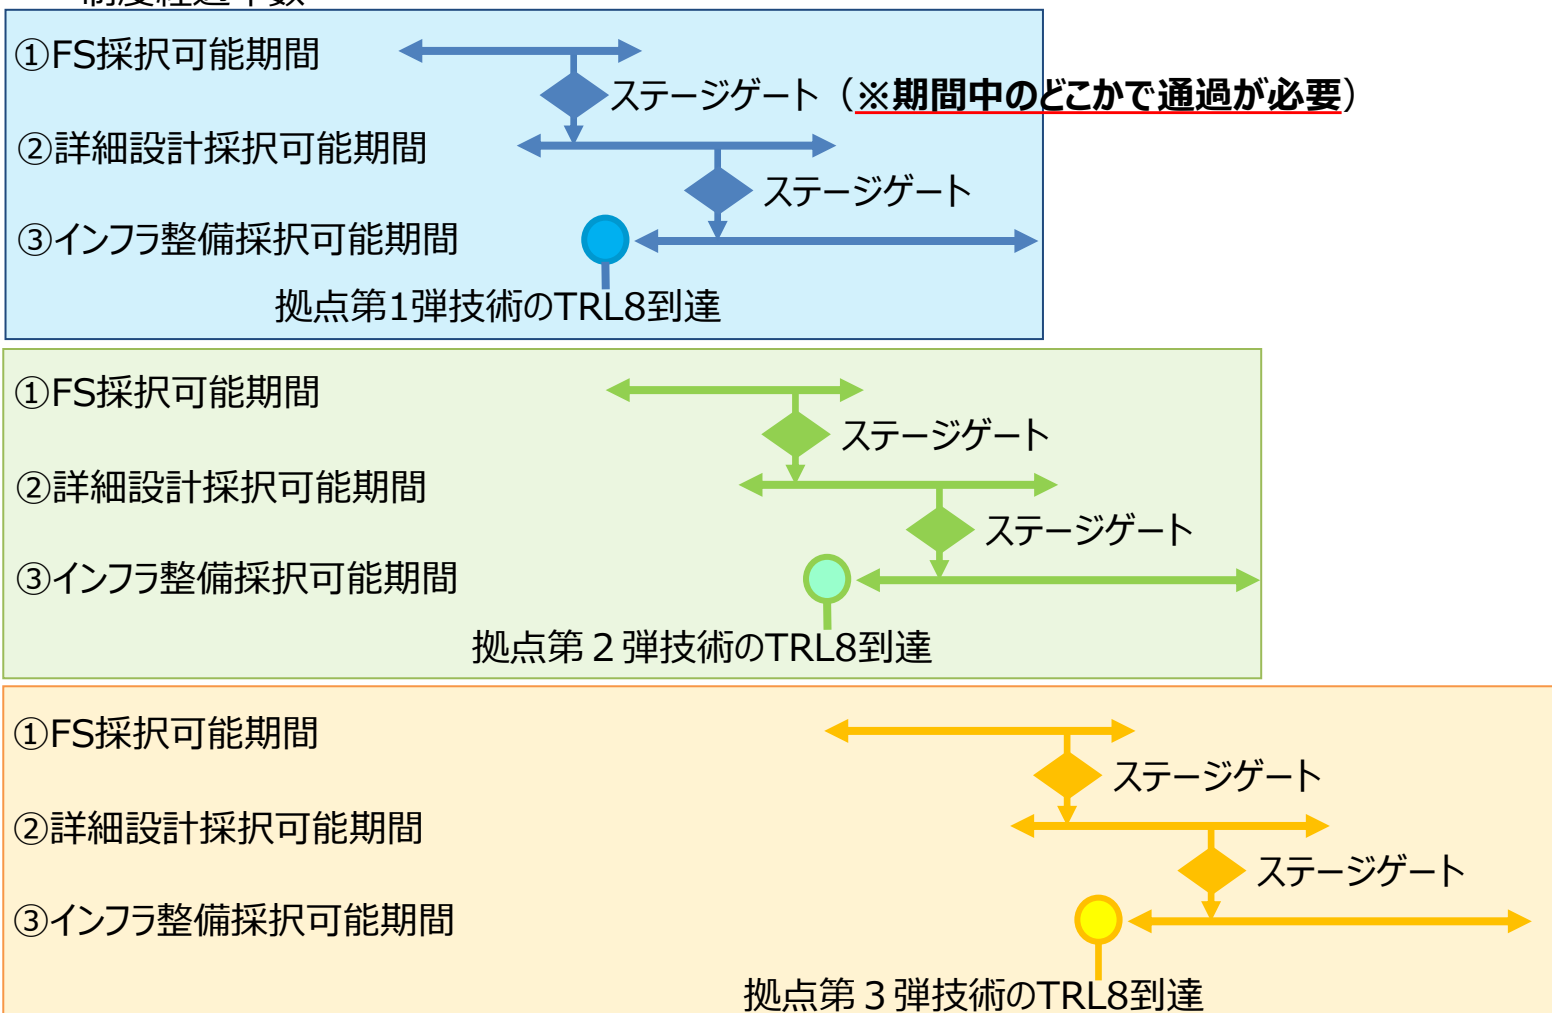 制度経過年数
①FS採択可能期間
ステージゲート（※期間中のどこかで通過が必要）
②詳細設計採択可能期間
ステージゲート
③インフラ整備採択可能期間
拠点第1弾技術のTRL8到達
①FS採択可能期間
ステージゲート
②詳細設計採択可能期間
ステージゲート
③インフラ整備採択可能期間
拠点第２弾技術のTRL8到達
①FS採択可能期間
ステージゲート
②詳細設計採択可能期間
ステージゲート
③インフラ整備採択可能期間
拠点第３弾技術のTRL8到達